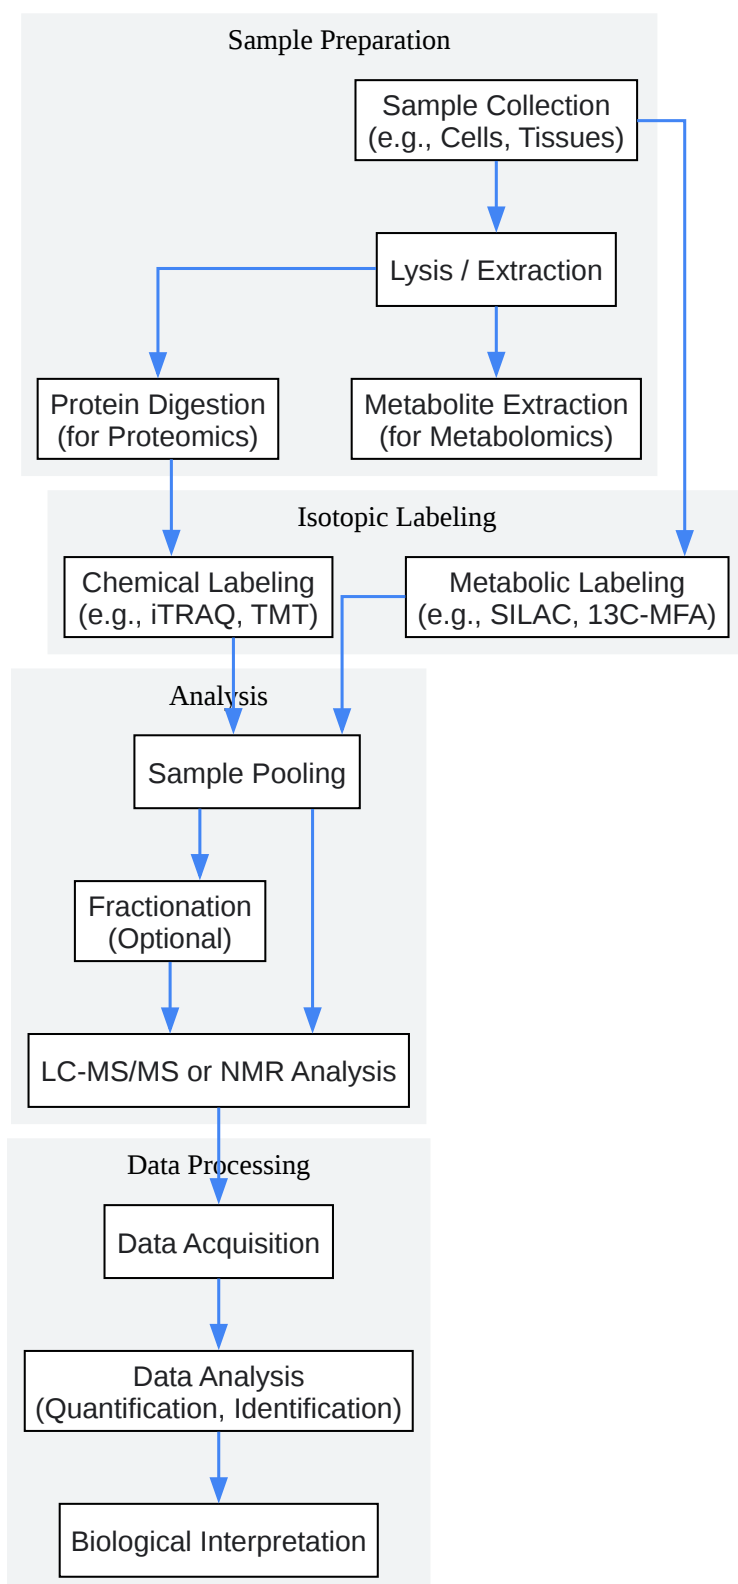 Sample Preparation
Sample Collection
(e.g., Cells, Tissues)
Lysis / Extraction
Protein Digestion
(for Proteomics)
Metabolite Extraction
(for Metabolomics)
Isotopic Labeling
Chemical Labeling
(e.g., iTRAQ, TMT)
Metabolic Labeling
(e.g., SILAC, 13C-MFA)
Analysis
Sample Pooling
Fractionation
(Optional)
LC-MS/MS or NMR Analysis
Data Processing
Data Acquisition
Data Analysis
(Quantification, Identification)
Biological Interpretation